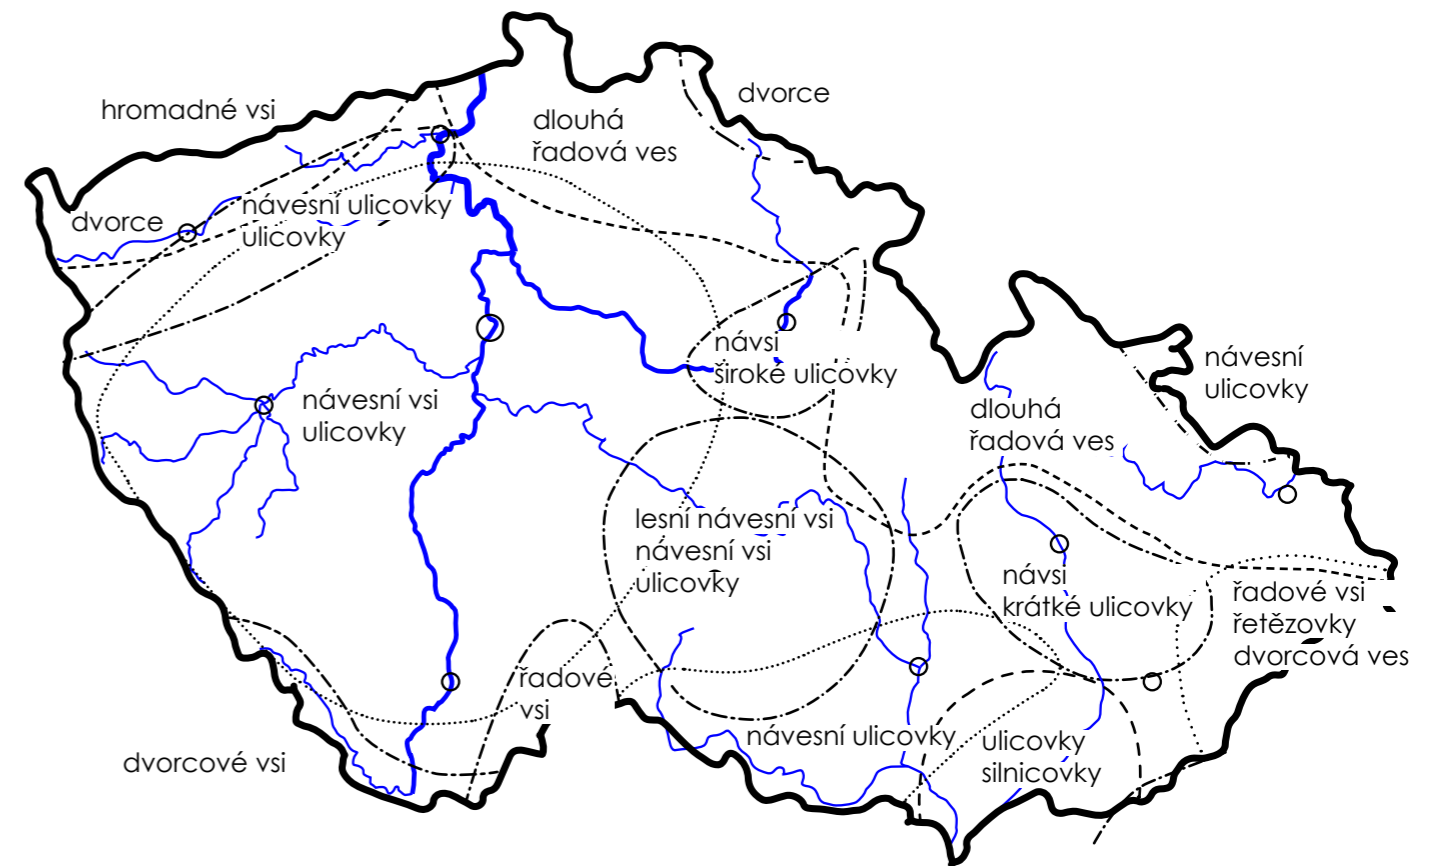 hromadné vsi
dvorce
dlouhá
řadová ves
dvorce
návesní ulicovky
ulicovky
návsi
široké ulicovky
návesní
ulicovky
návesní vsi
ulicovky
dlouhá
řadová ves
lesní návesní vsi
návesní vsi
ulicovky
návsi
krátké ulicovky
řadové vsi
řetězovky
dvorcová ves
řadové
vsi
návesní ulicovky
ulicovky
silnicovky
dvorcové vsi